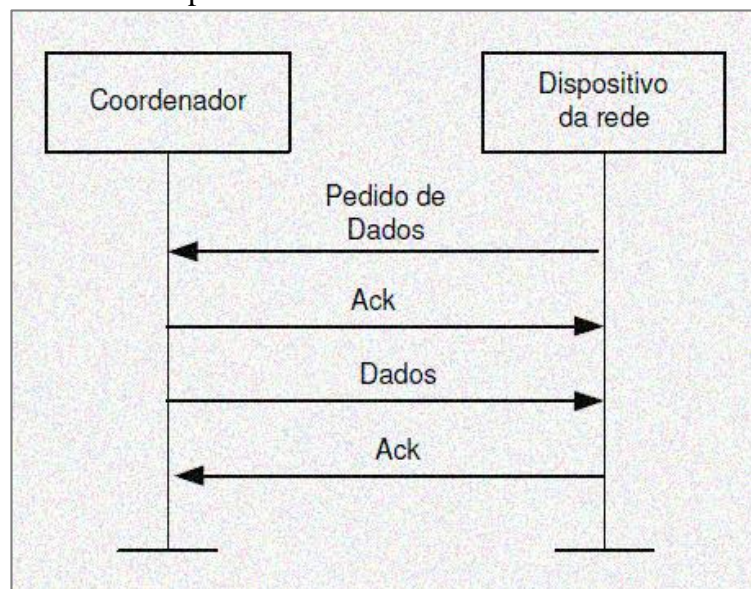 Coordenador
Dispositivo
da rede
Pedido de
Dados
Ack
Dados
Ack